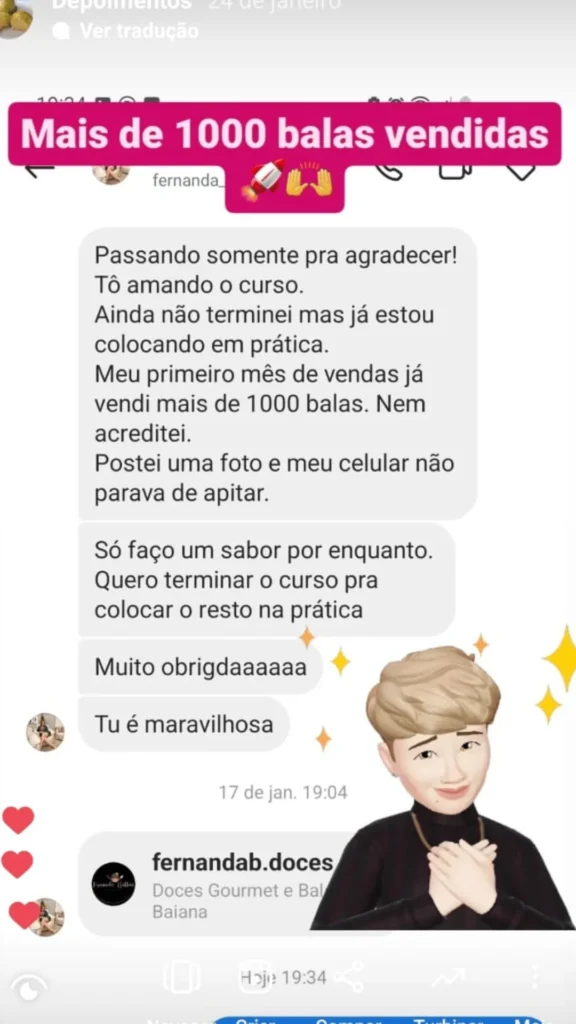 Depoimentos 24 de janeiro
Ver tradução
19:34
Mais de 1000 balas vendidas
fernanda_
Passando somente pra agradecer!
Tô amando o curso.
Ainda não terminei mas já estou
colocando em prática.
Meu primeiro mês de vendas já
vendi mais de 1000 balas. Nem
acreditei.
Postei uma foto e meu celular não
parava de apitar.
Só faço um sabor por enquanto.
Quero terminar o curso pra
colocar o resto na prática
Muito obrigdaaaaaa
Tu é maravilhosa
17 de jan. 19:04
fernandab.doces
Doces Gourmet e Bal
Baiana
Hoje 19:34